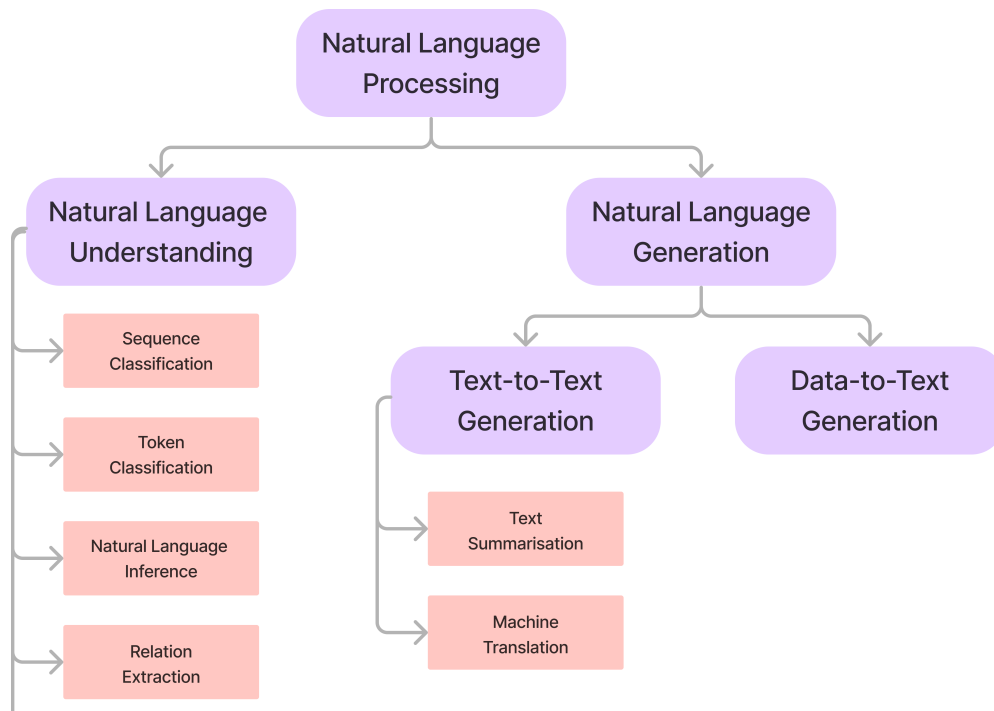 Natural Language
Processing
Natural Language
Understanding
Natural Language
Generation
Sequence
Classification
Token
Classification
Natural Language
Inference
Relation
Extraction
Text-to-Text
Generation
Data-to-Text
Generation
Text
Summarisation
Machine
Translation